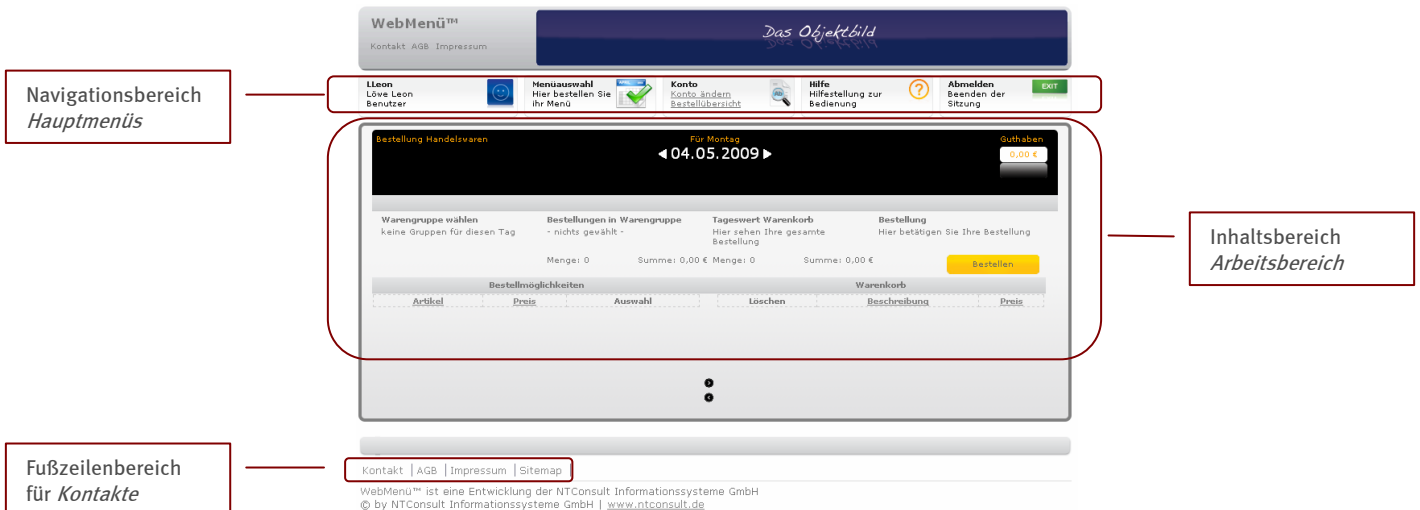 WebMenü™
Kontakt AGB Impressum
Das Objektbild
Navigationsbereich
Hauptmenüs
LLeon
Löwe Leon
Benutzer
Menüauswahl
Hier bestellen Sie
ihr Menü
Konto
Konto ändern
Bestellübersicht
Hilfe
Hilfestellung zur
Bedienung
Abmelden
Beenden der
Sitzung
EXIT
Bestellung Handelswaren
Für Montag
04.05.2009
Guthaben
0,00 €
Warengruppe wählen
keine Gruppen für diesen Tag
Bestellungen in Warengruppe
- nichts gewählt -
Menge: 0 Summe: 0,00 €
Tageswert Warenkorb
Hier sehen Ihre gesamte
Bestellung
Menge: 0 Summe: 0,00 €
Bestellung
Hier betätigen Sie Ihre Bestellung
Bestellen
Bestellmöglichkeiten Warenkorb
Artikel Preis Auswahl Löschen Beschreibung Preis
Inhaltsbereich
Arbeitsbereich
Fußzeilenbereich
für Kontakte
Kontakt | AGB | Impressum | Sitemap |
WebMenü™ ist eine Entwicklung der NTConsult Informationssysteme GmbH
© by NTConsult Informationssysteme GmbH | www.ntconsult.de